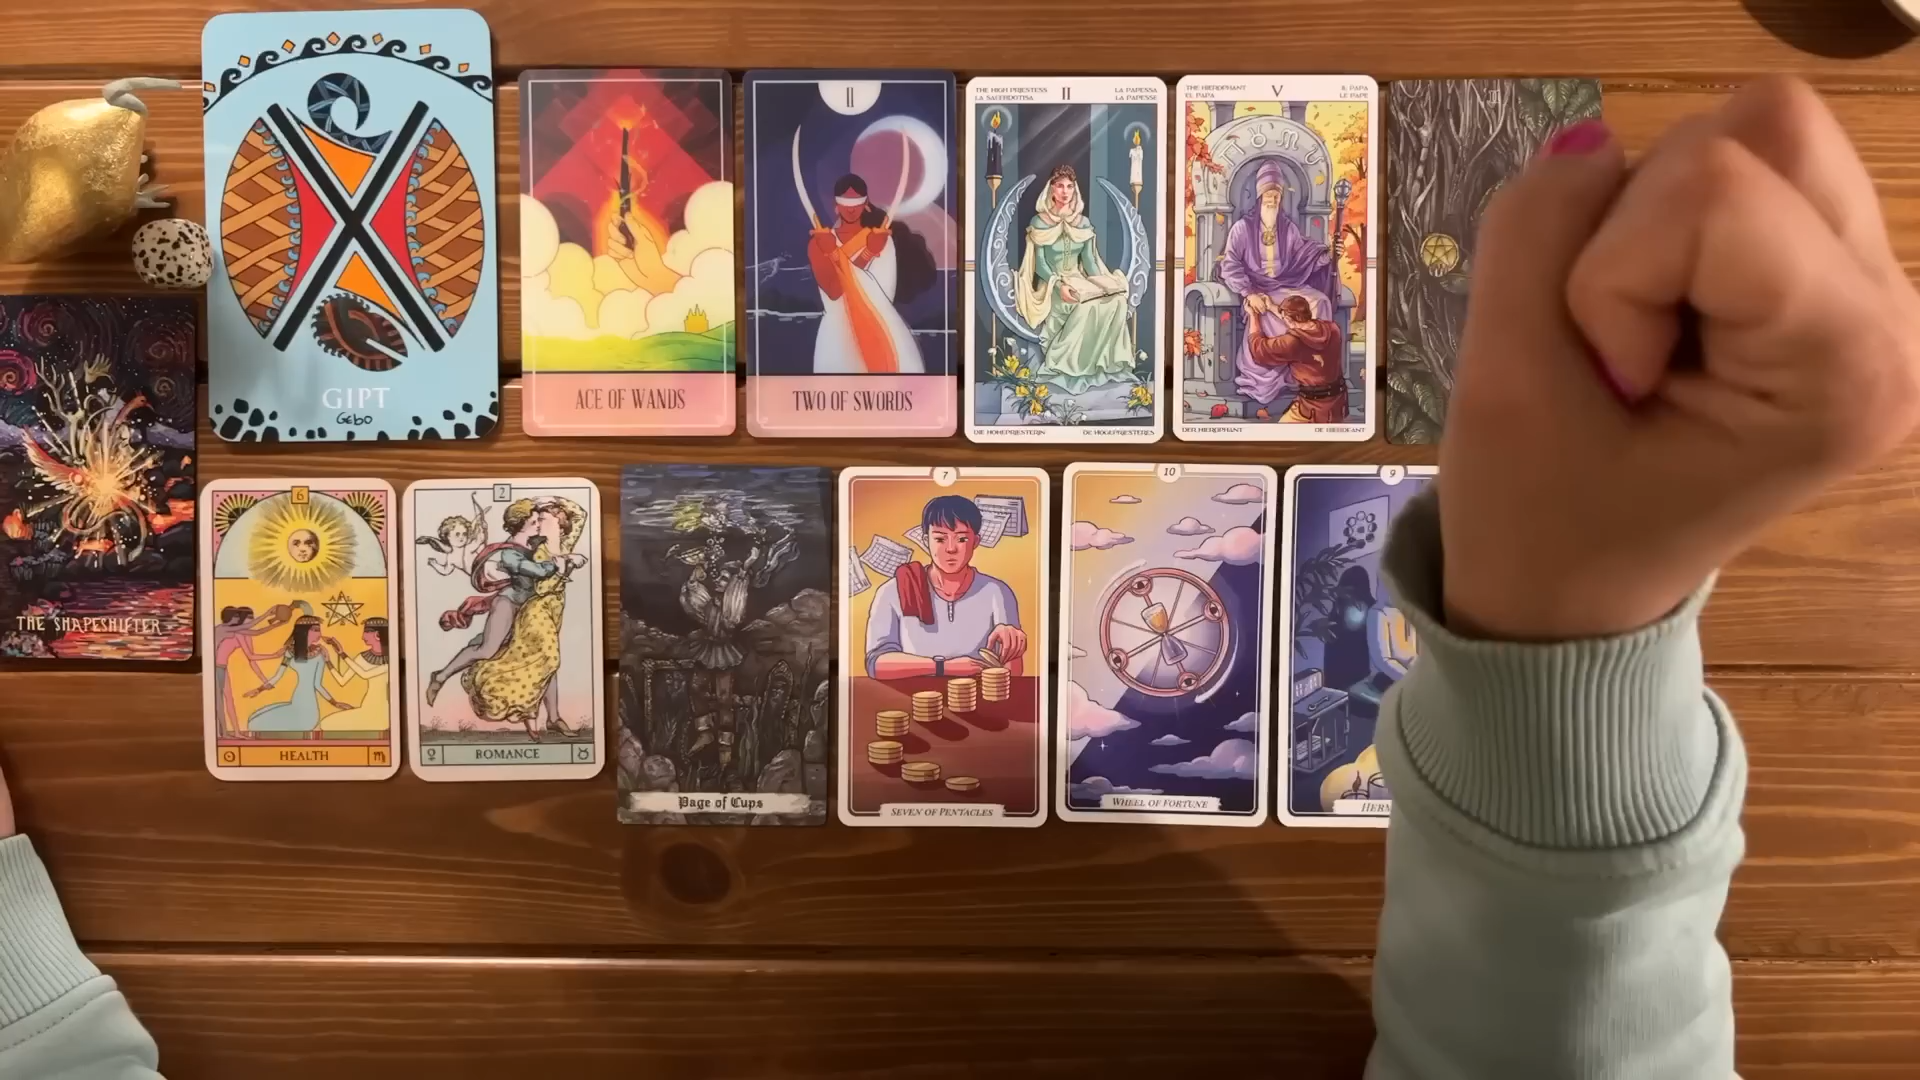 GIPT
Gebo
ACE OF WANDS
II
TWO OF SWORDS
THE HIGH PRIESTESS
LA SACERDOTISA
II
LA PAPESSA
LA PAPESSE
DIE HOHEPRIESTERIN
DE HOGEPRIESTERES
THE HIEROPHANT
EL PAPA
V
IL PAPA
LE PAPE
DER HIEROPHANT
DE HIEROFANT
THE SHAPESHIFTER
6
HEALTH
2
ROMANCE
Page of Cups
7
SEVEN OF PENTACLES
10
WHEEL OF FORTUNE
9
HERM